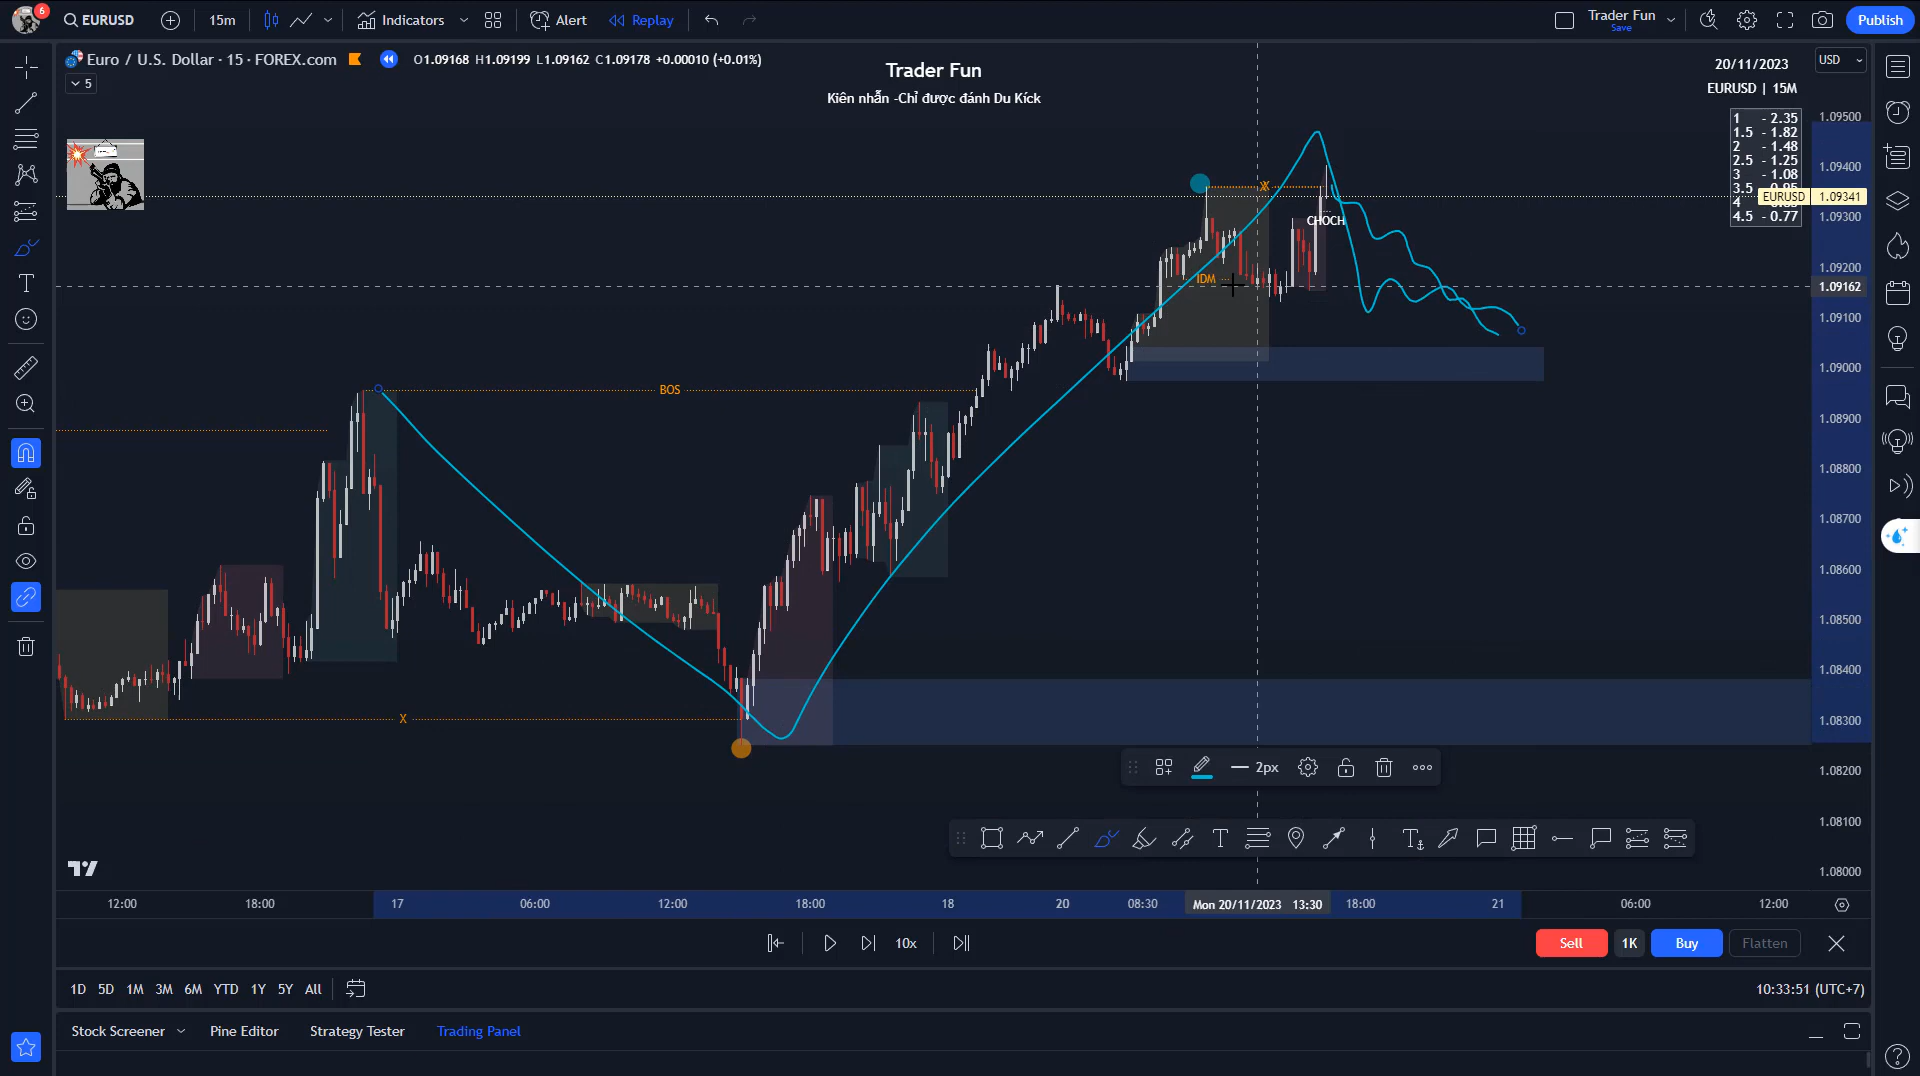 6
EURUSD
15m
Indicators
Alert
Replay
Trader Fun
Save
Publish
Euro / U.S. Dollar · 15 · FOREX.com
O1.09168 H1.09199 L1.09162 C1.09178 +0.00010 (+0.01%)
5
Trader Fun
Kiên nhẫn -Chỉ được đánh Du Kíck
20/11/2023
EURUSD | 15M
USD
1 - 2.35
1.5 - 1.82
2 - 1.48
2.5 - 1.25
3 - 1.08
3.5
4
4.5 - 0.77
EURUSD 1.09341
1.09500
1.09400
1.09300
1.09200
1.09162
1.09100
1.09000
1.08900
1.08800
1.08700
1.08600
1.08500
1.08400
1.08300
1.08200
1.08100
1.08000
X
CHOCH
IDM
BOS
X
2px
12:00
18:00
17
06:00
12:00
18:00
18
20
08:30
Mon 20/11/2023 13:30
18:00
21
06:00
12:00
10x
Sell
1K
Buy
Flatten
1D 5D 1M 3M 6M YTD 1Y 5Y All
10:33:51 (UTC+7)
Stock Screener
Pine Editor
Strategy Tester
Trading Panel